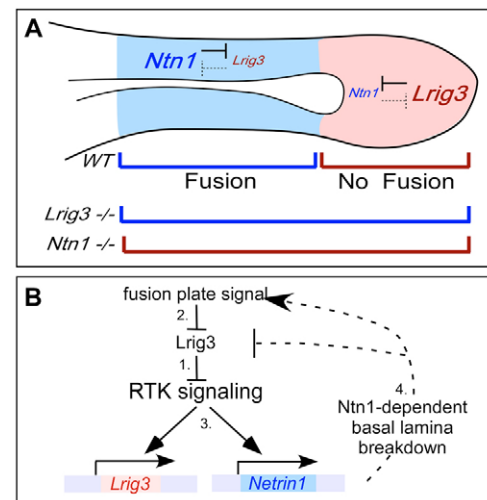 A
Ntn1
Lrig3
Ntn1
Lrig3
WT
Fusion
No Fusion
Lrig3 -/-
Ntn1 -/-
B
fusion plate signal
2.
Lrig3
1.
RTK signaling
3.
4.
Ntn1-dependent
basal lamina
breakdown
Lrig3
Netrin1